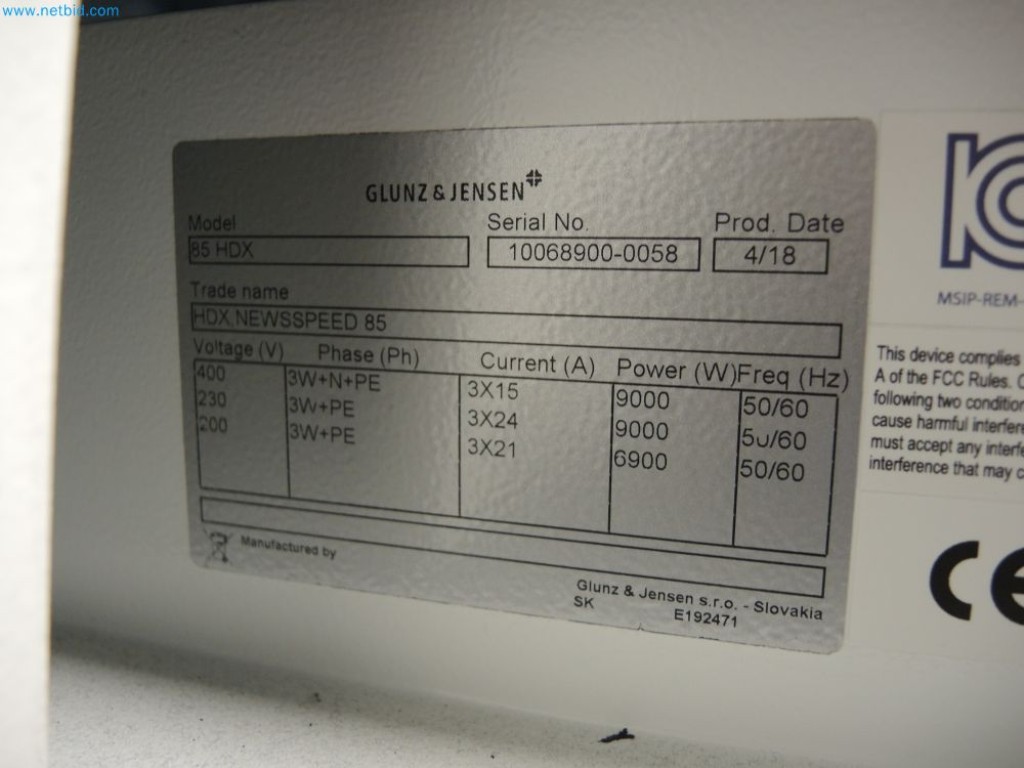 www.netbid.com
GLUNZ & JENSEN
Model
Serial No.
Prod. Date
85 HDX
10068900-0058
4/18
Trade name
HDX NEWSSPEED 85
Voltage (V) Phase (Ph) Current (A) Power (W) Freq (Hz)
400 3W+N+PE 3X15 9000 50/60
230 3W+PE 3X24 9000 50/60
200 3W+PE 3X21 6900 50/60
Manufactured by
Glunz & Jensen s.r.o. - Slovakia
SK E192471
MSIP-REM-
This device complies
A of the FCC Rules.
following two condition
cause harmful interfere
must accept any interfe
interference that may c
CE